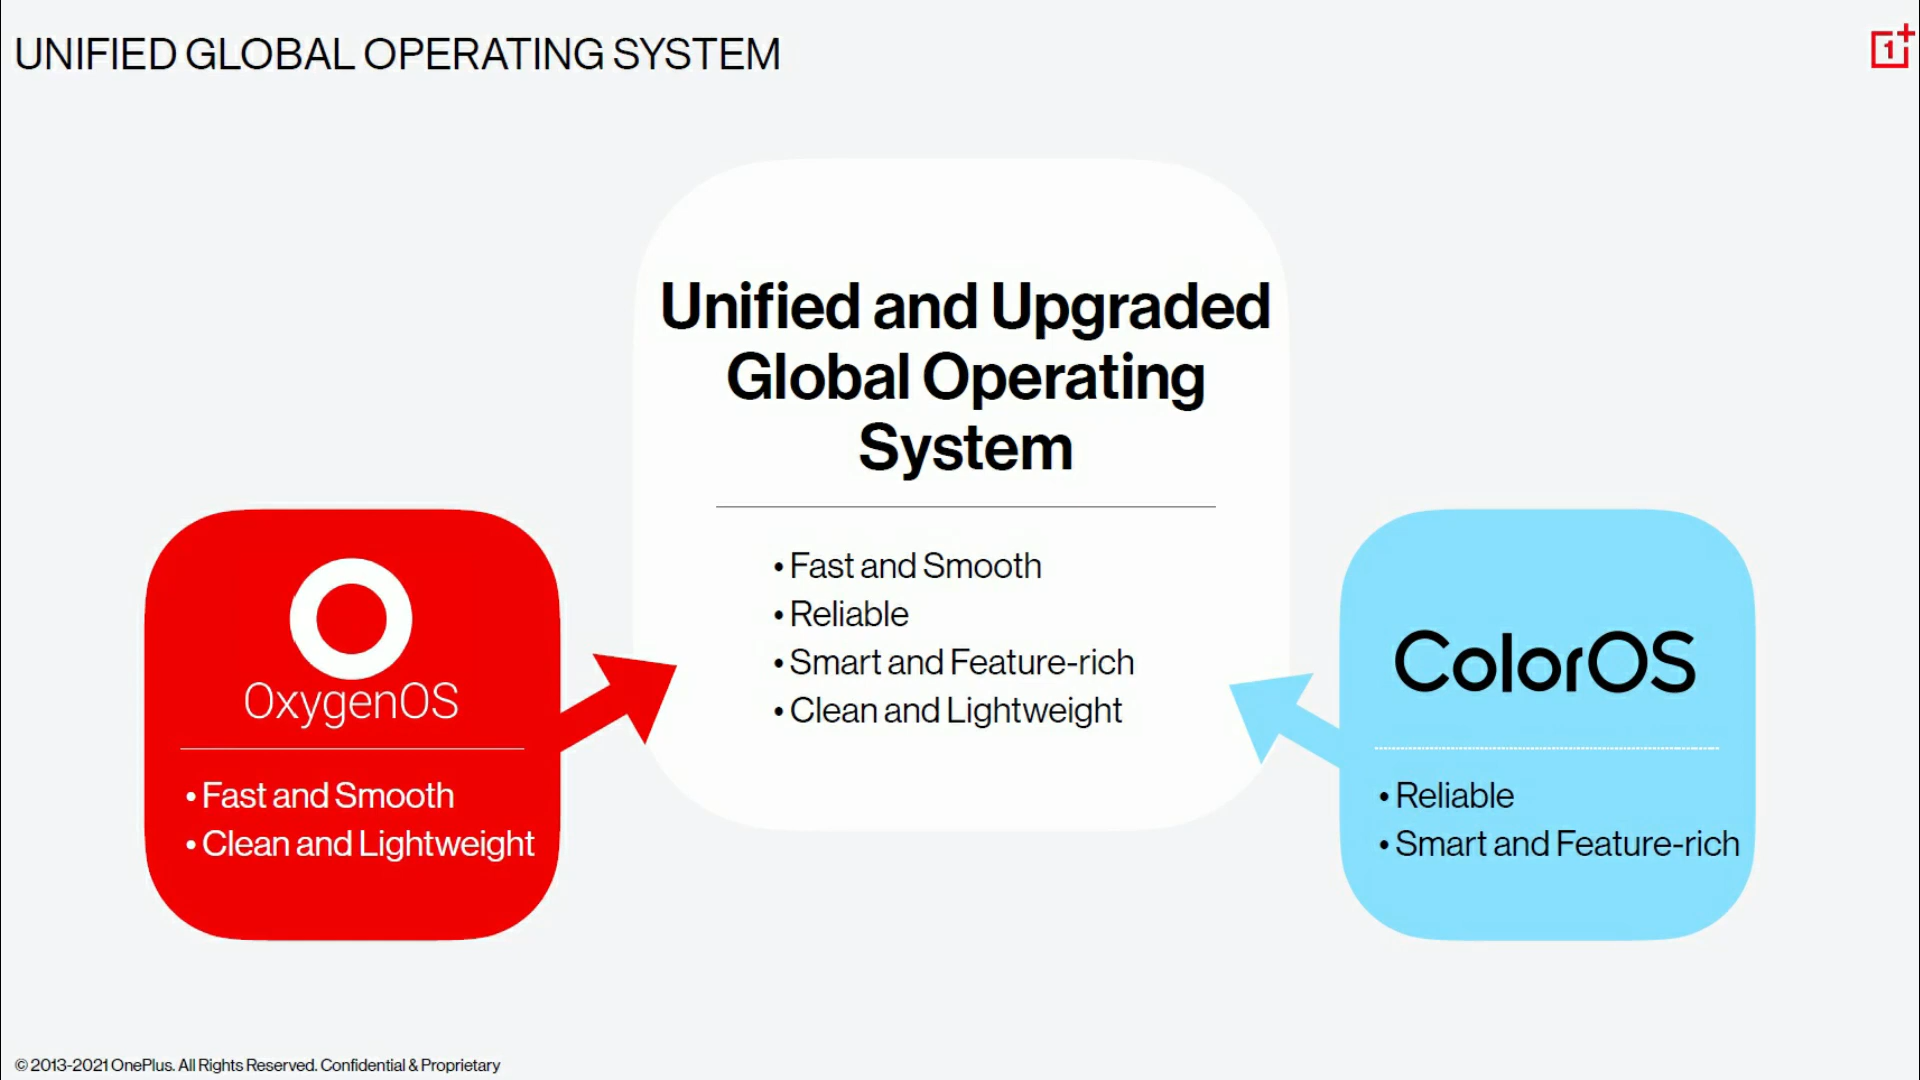 UNIFIED GLOBAL OPERATING SYSTEM
1+
Unified and Upgraded
Global Operating
System
• Fast and Smooth
• Reliable
• Smart and Feature-rich
• Clean and Lightweight
OxygenOS
• Fast and Smooth
• Clean and Lightweight
ColorOS
• Reliable
• Smart and Feature-rich
© 2013-2021 OnePlus. All Rights Reserved. Confidential & Proprietary